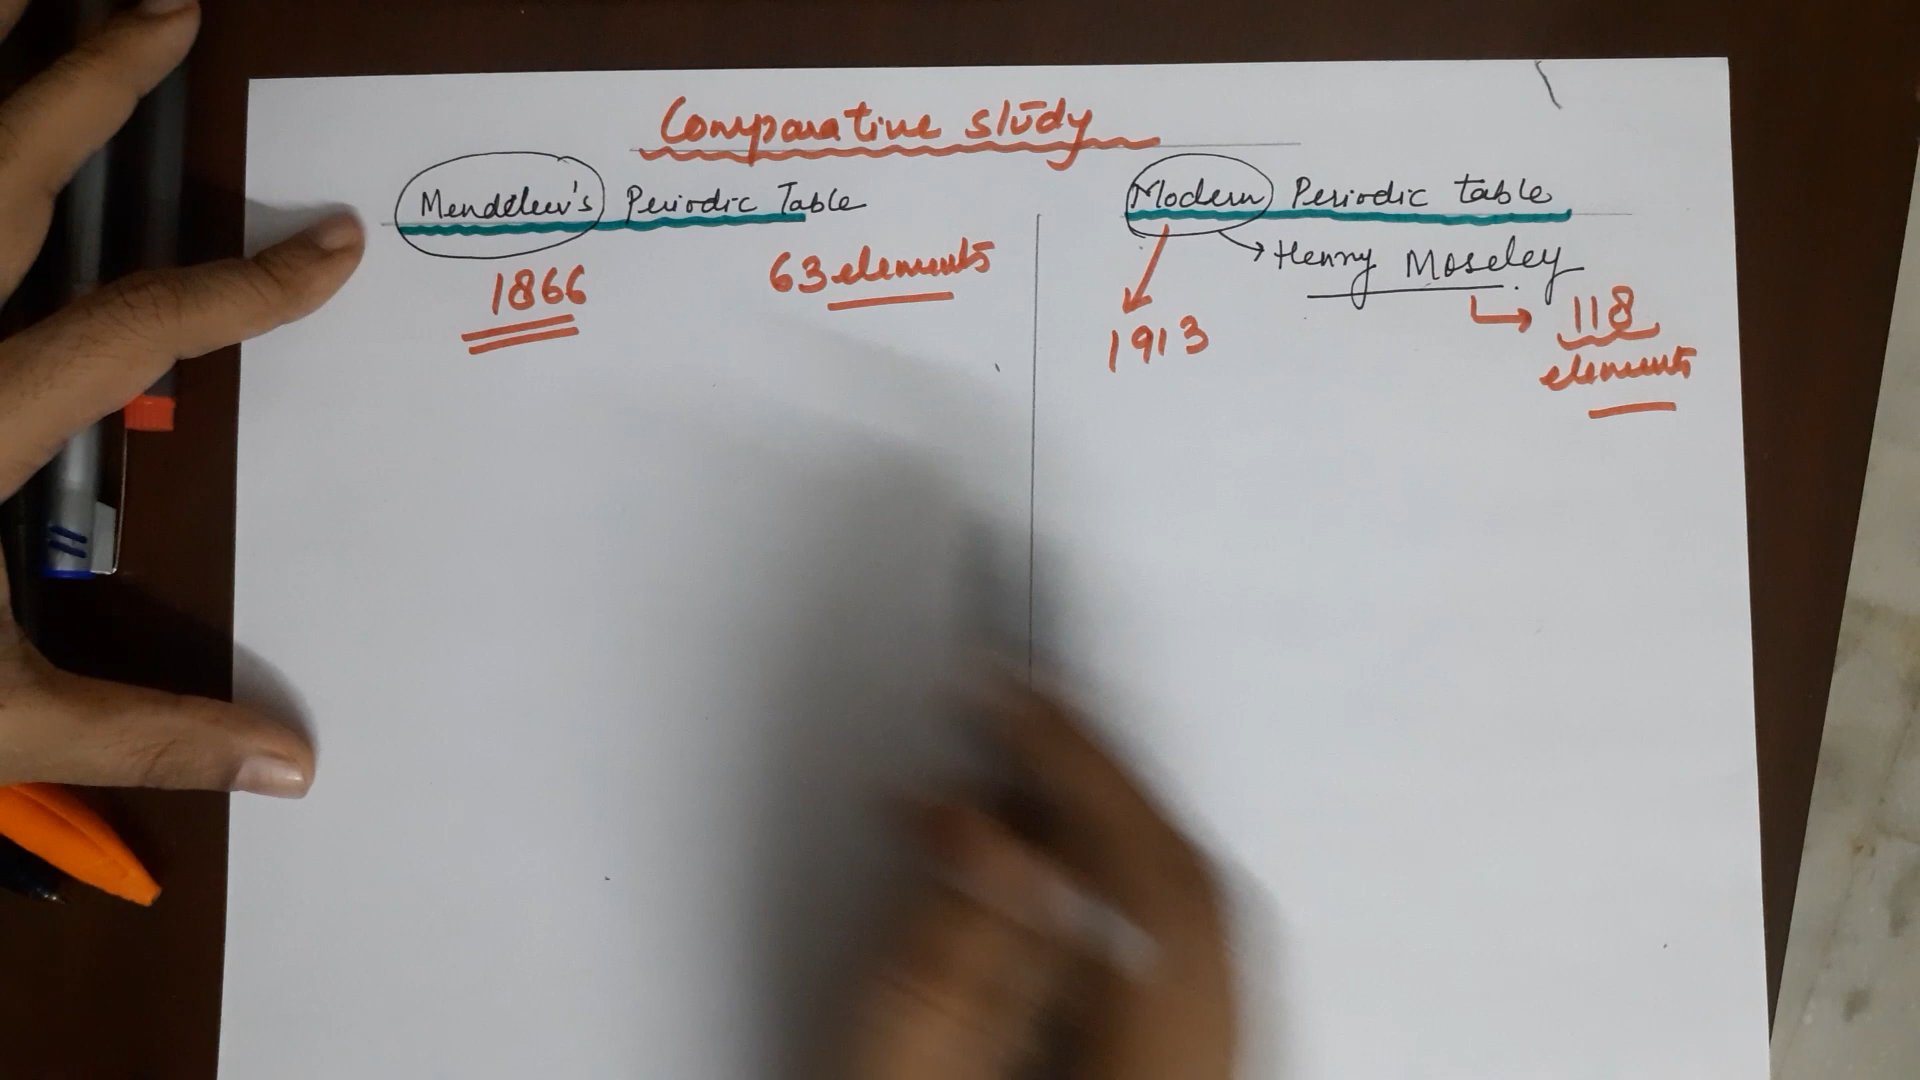 Comparative study
Mendeleev's Periodic Table
1866
63 elements
Modern Periodic table
Henry Moseley
1913
118
elements